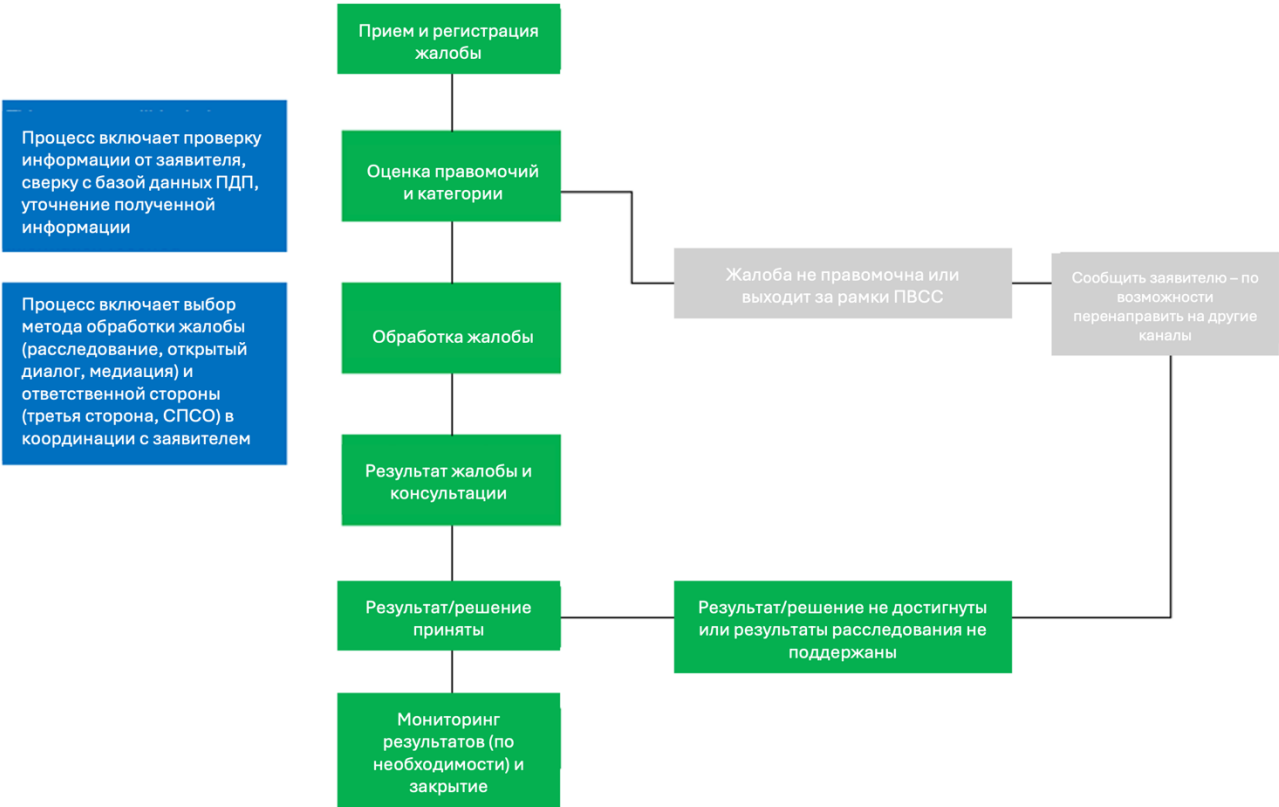 Прием и регистрация
жалобы
Процесс включает проверку
информации от заявителя,
сверку с базой данных ПДП,
уточнение полученной
информации
Оценка правомочий
и категории
Жалоба не правомочна или
выходит за рамки ПВСС
Сообщить заявителю – по
возможности
перенаправить на другие
каналы
Процесс включает выбор
метода обработки жалобы
(расследование, открытый
диалог, медиация) и
ответственной стороны
(третья сторона, СПСО) в
координации с заявителем
Обработка жалобы
Результат жалобы и
консультации
Результат/решение
приняты
Результат/решение не достигнуты
или результаты расследования не
поддержаны
Мониторинг
результатов (по
необходимости) и
закрытие